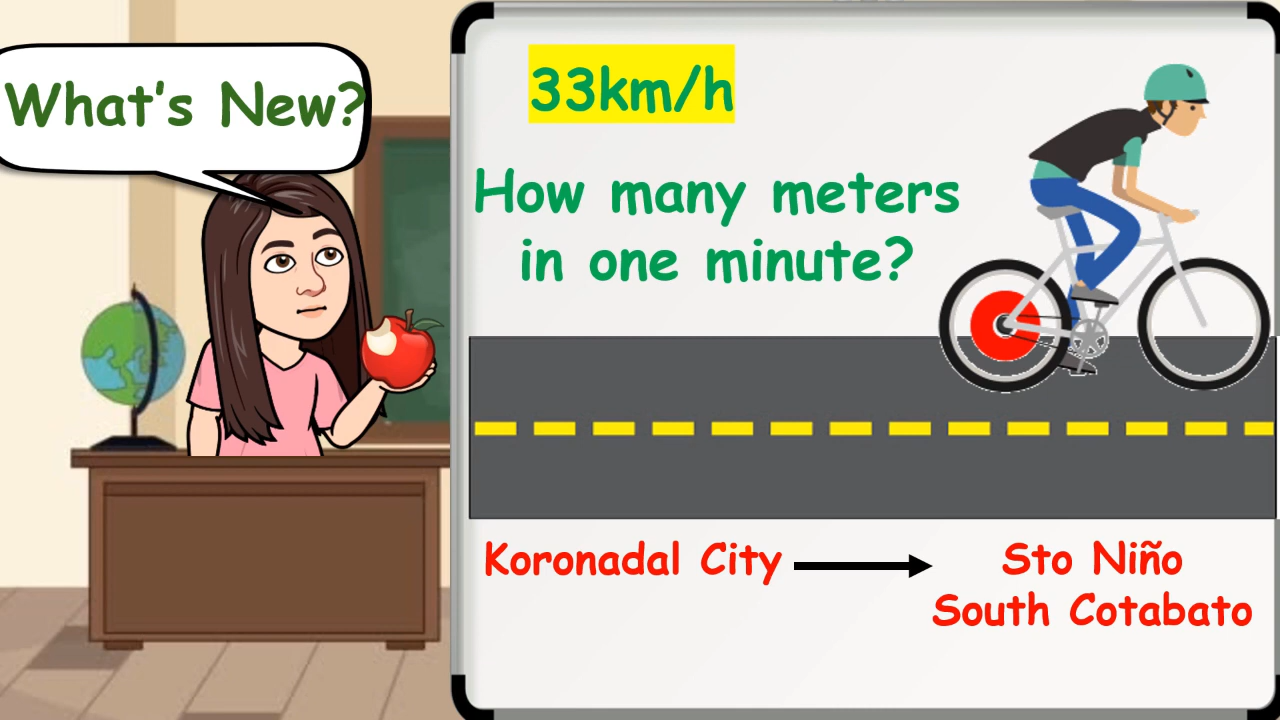 What's New?
33km/h
How many meters
in one minute?
Koronadal City
Sto Niño
South Cotabato